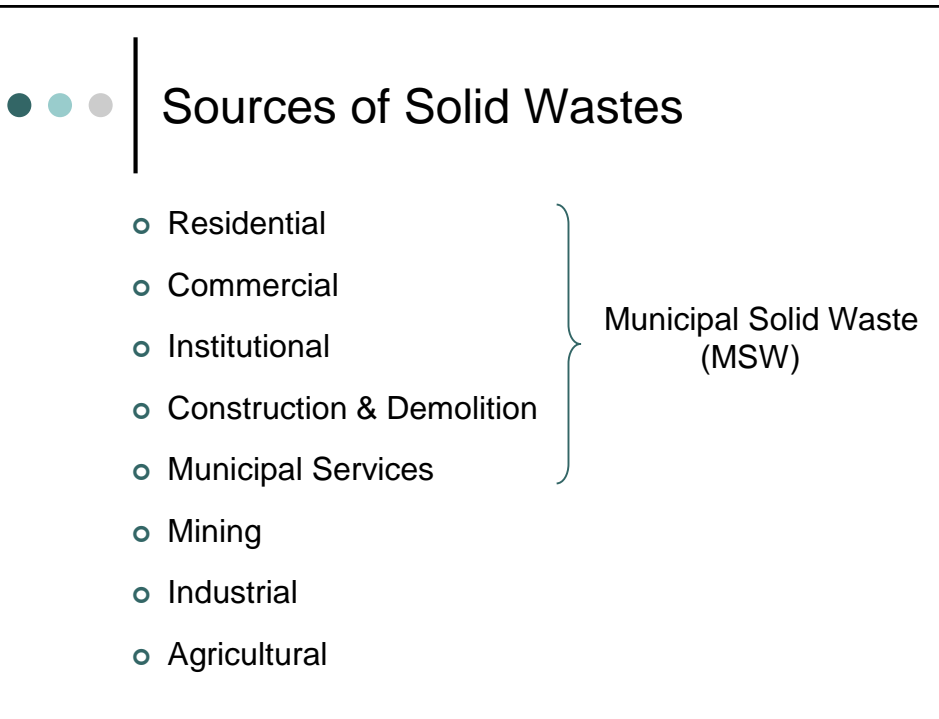 Sources of Solid Wastes
Residential
Commercial
Institutional
Construction & Demolition
Municipal Services
Mining
Industrial
Agricultural
Municipal Solid Waste
(MSW)